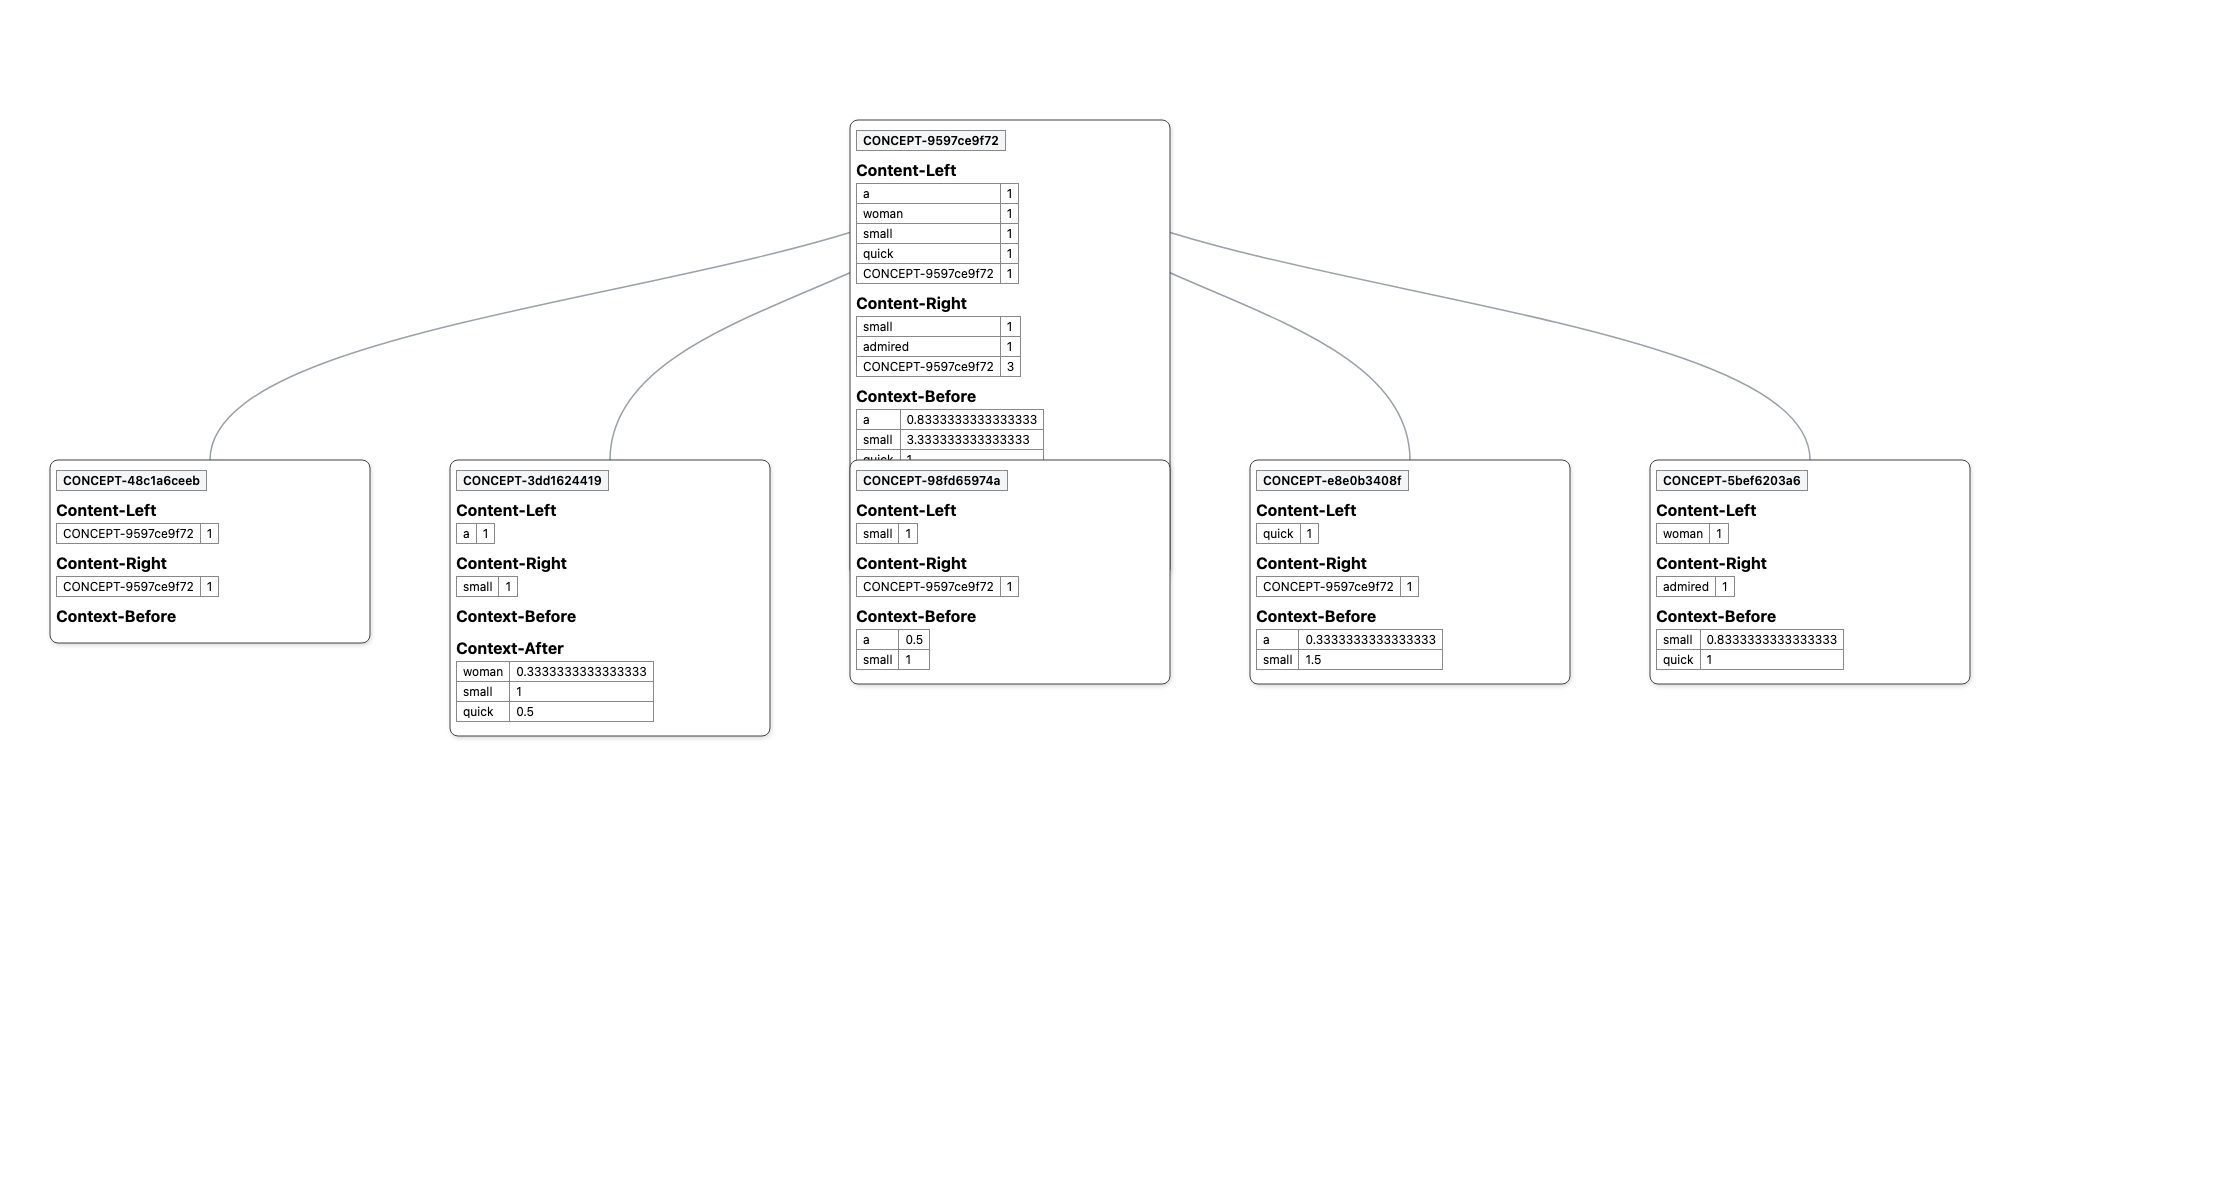 CONCEPT-9597ce9f72
Content-Left
a 1
woman 1
small 1
quick 1
CONCEPT-9597ce9f72 1
Content-Right
small 1
admired 1
CONCEPT-9597ce9f72 3
Context-Before
a 0.8333333333333333
small 3.333333333333333
quick 1
CONCEPT-48c1a6ceeb
Content-Left
CONCEPT-9597ce9f72 1
Content-Right
CONCEPT-9597ce9f72 1
Context-Before
CONCEPT-3dd1624419
Content-Left
a 1
Content-Right
small 1
Context-Before
Context-After
woman 0.3333333333333333
small 1
quick 0.5
CONCEPT-98fd65974a
Content-Left
small 1
Content-Right
CONCEPT-9597ce9f72 1
Context-Before
a 0.5
small 1
CONCEPT-e8e0b3408f
Content-Left
quick 1
Content-Right
CONCEPT-9597ce9f72 1
Context-Before
a 0.3333333333333333
small 1.5
CONCEPT-5bef6203a6
Content-Left
woman 1
Content-Right
admired 1
Context-Before
small 0.8333333333333333
quick 1